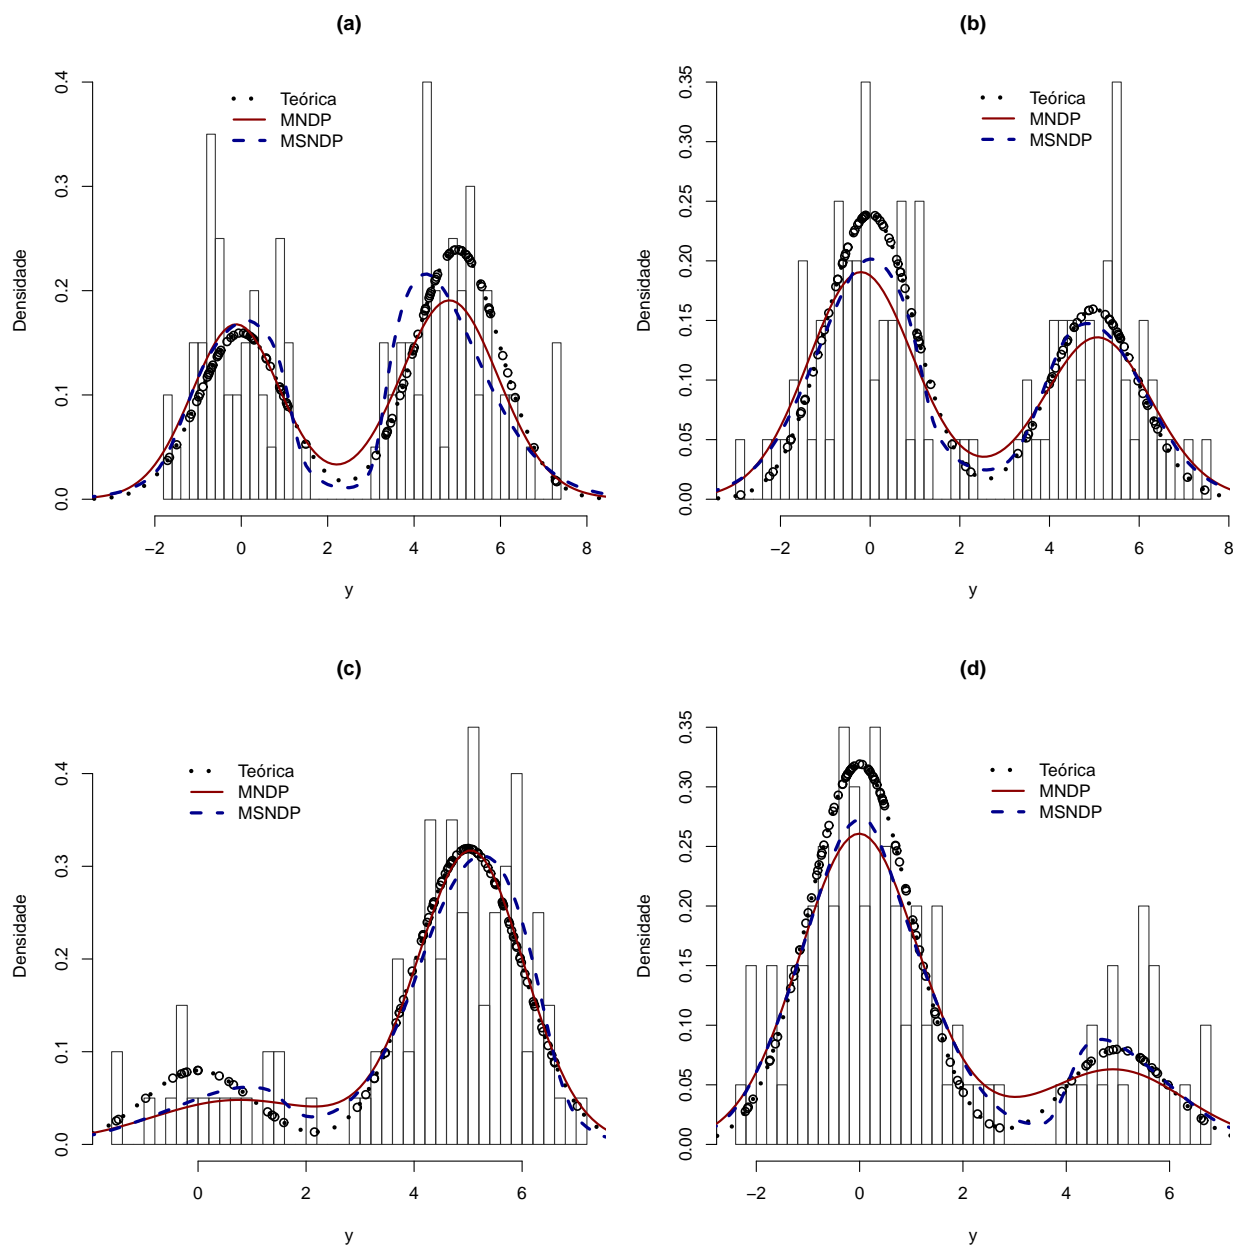 (a)
Teórica
MNDP
MSNDP
Densidade
0.0 0.1 0.2 0.3 0.4
−2 0 2 4 6 8
y
(b)
Teórica
MNDP
MSNDP
Densidade
0.00 0.05 0.10 0.15 0.20 0.25 0.30 0.35
−2 0 2 4 6 8
y
(c)
Teórica
MNDP
MSNDP
Densidade
0.0 0.1 0.2 0.3 0.4
0 2 4 6
y
(d)
Teórica
MNDP
MSNDP
Densidade
0.00 0.05 0.10 0.15 0.20 0.25 0.30 0.35
−2 0 2 4 6
y